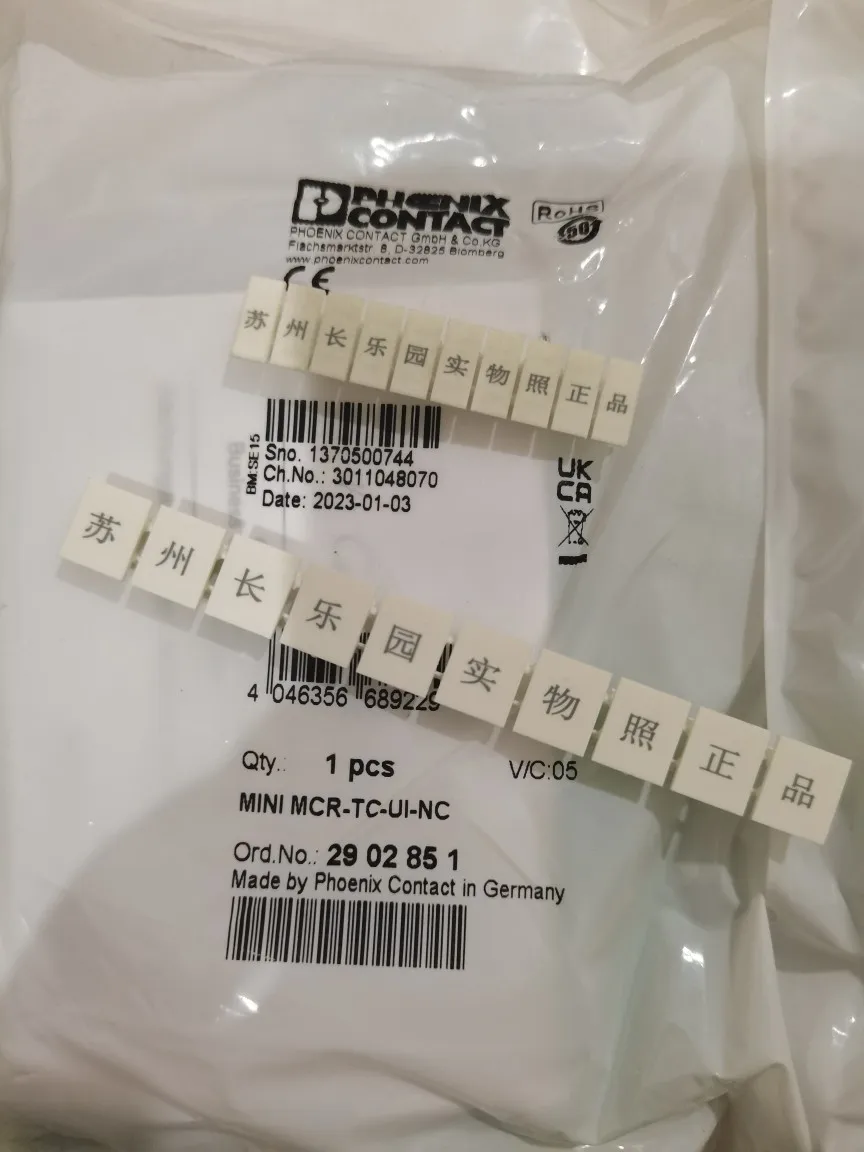 PHOENIX
CONTACT
RoHS
PHOENIX CONTACT GmbH & Co.KG
Flachsmarktstr. 8, D-32825 Blomberg
www.phoenixcontact.com
CE
苏州长乐园实物照正品
BM:SE15
Sno. 1370500744
Ch.No.: 3011048070
Date: 2023-01-03
UK
CA
苏州长乐园实物照正品
4 046356 689229
Qty.: 1 pcs
V/C:05
MINI MCR-TC-UI-NC
Ord.No.: 29 02 85 1
Made by Phoenix Contact in Germany